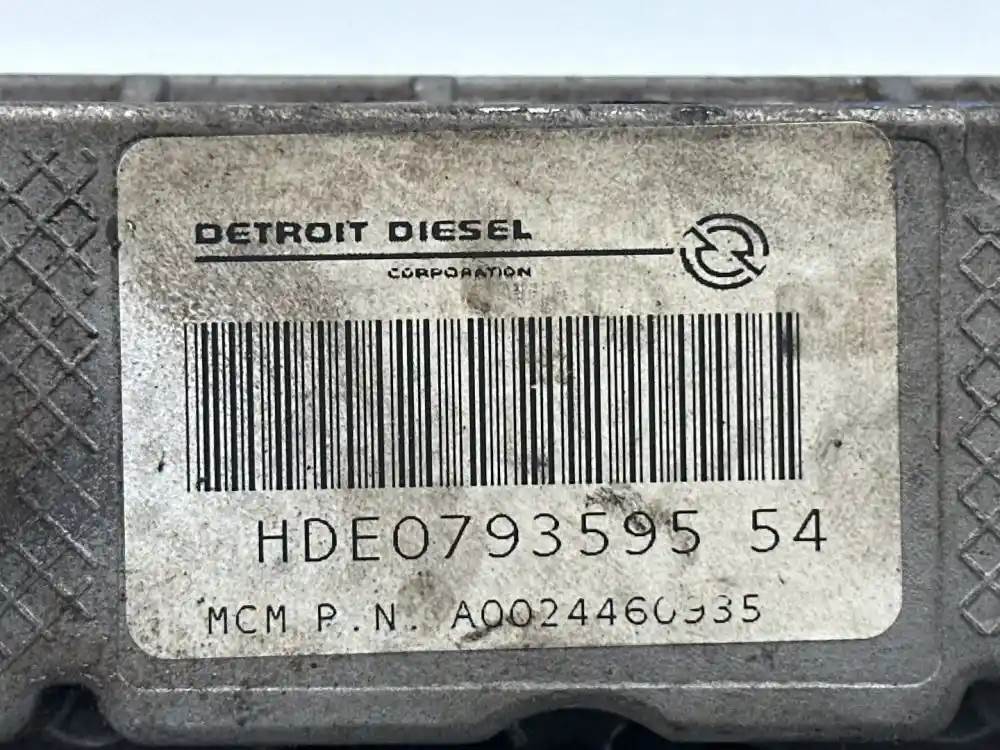 DETROIT DIESEL
CORPORATION
HDE0793595 54
MCM P.N. A0024460935